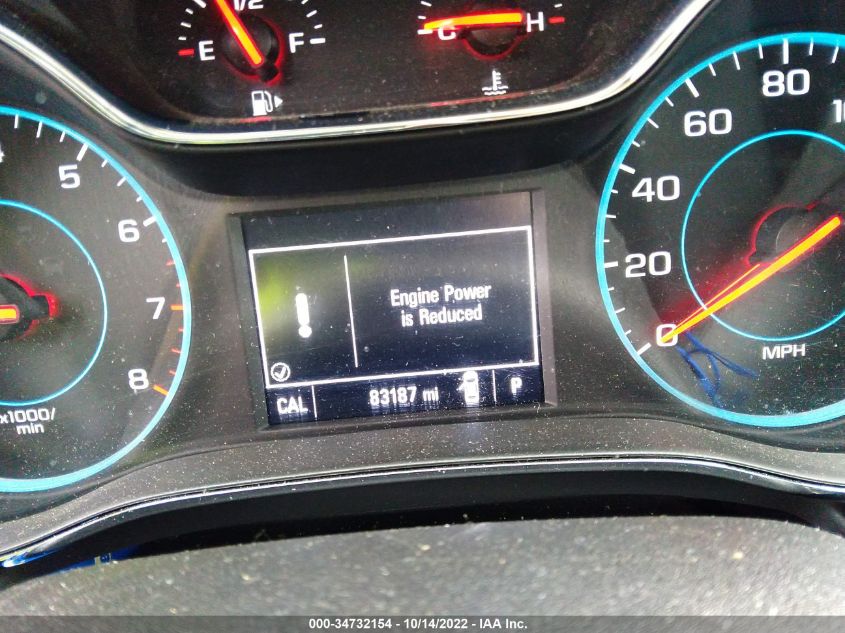 1/2
E F
C H
4
5
6
7
8
x1000/
min
Engine Power
is Reduced
CAL 83187 mi P
0
20
40
60
80
MPH
000-34732154 - 10/14/2022 - IAA Inc.